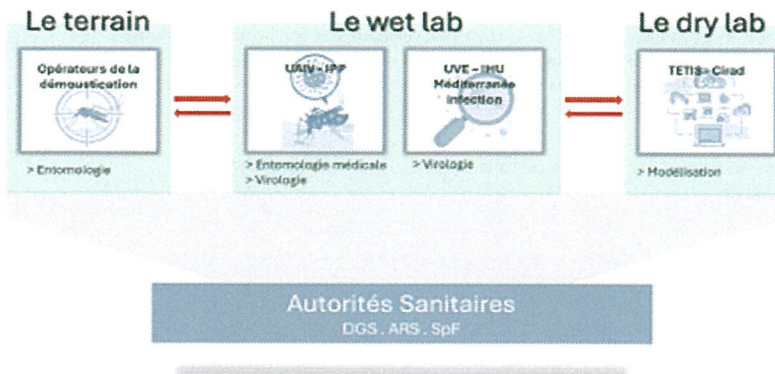 Le terrain
Opérateurs de la
démoustication
> Entomologie
Le wet lab
UAIV - IPP
> Entomologie médicale
> Virologie
UVE – IHU
Méditerranée
infection
> Virologie
Le dry lab
TETIS - Cirad
> Modélisation
Autorités Sanitaires
DGS . ARS . SpF